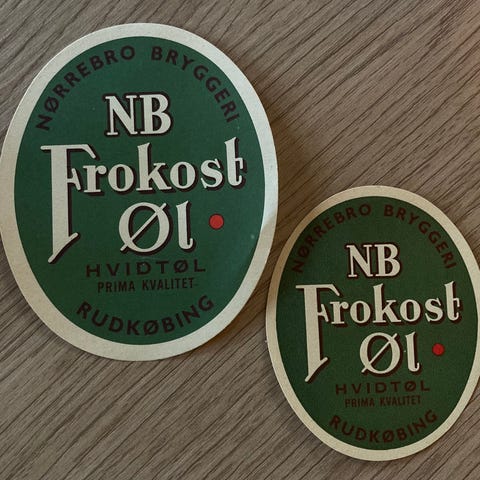 NØRREBRO BRYGGERI
NB
Frokost
Øl
HVIDTØL
PRIMA KVALITET
RUDKØBING
NØRREBRO BRYGGERI
NB
Frokost
Øl
HVIDTØL
PRIMA KVALITET
RUDKØBING